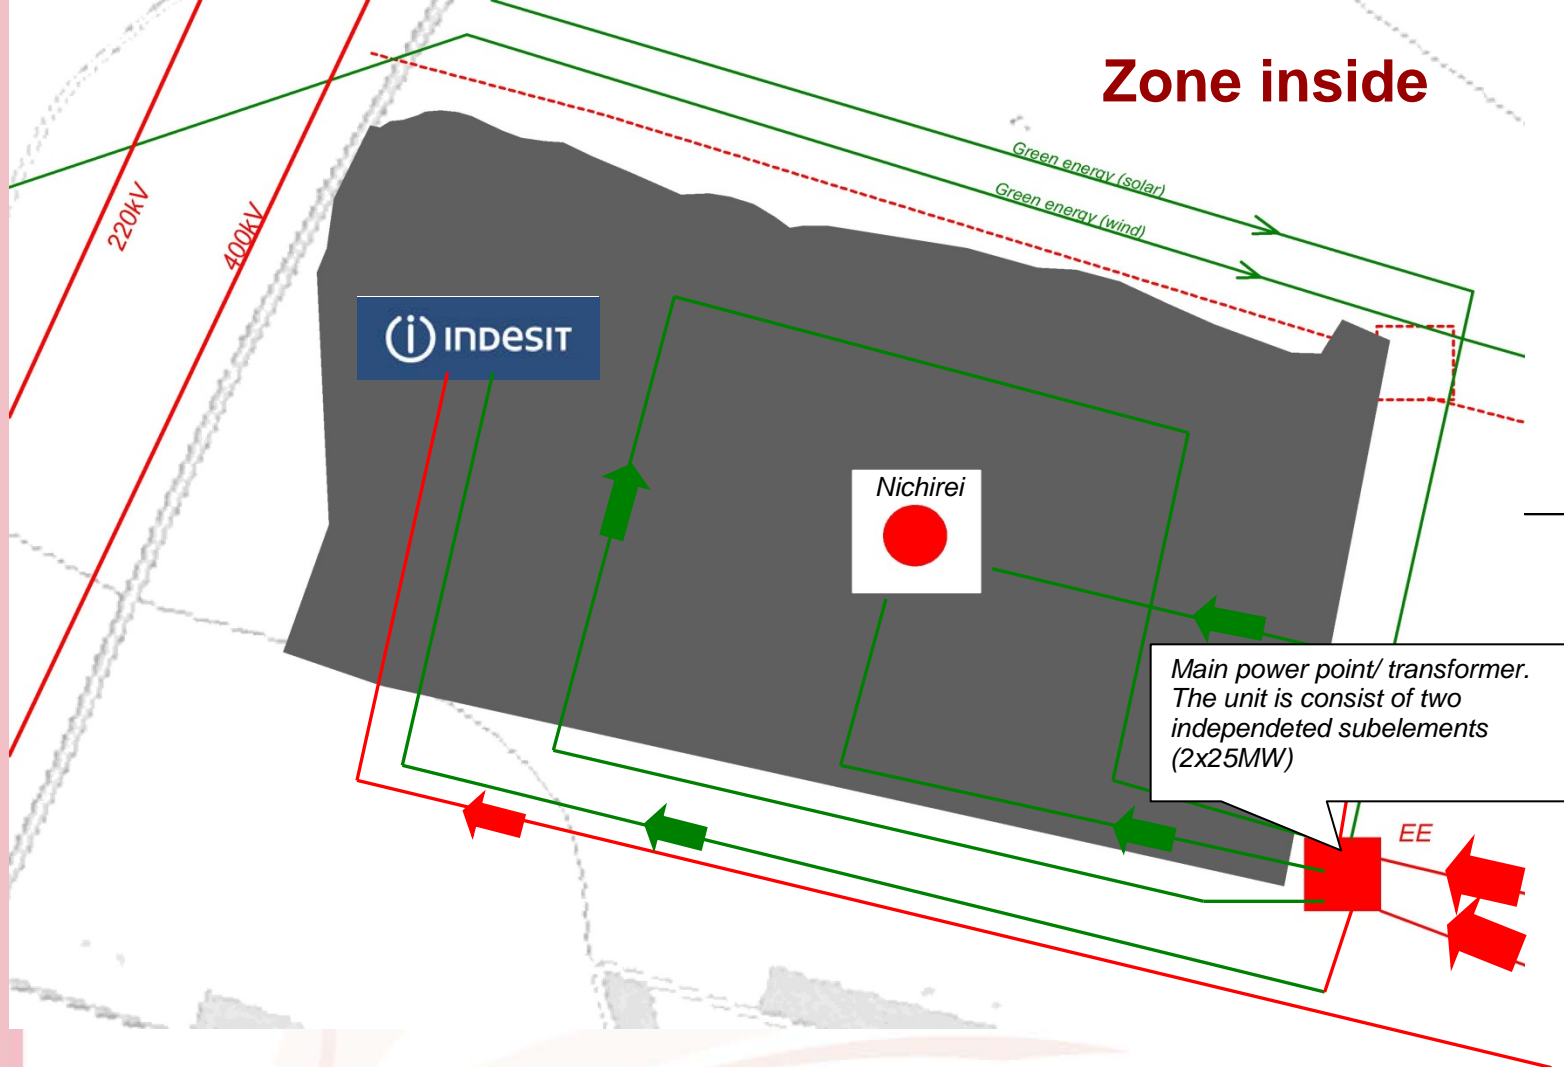 Zone inside
Green energy (solar)
Green energy (wind)
220kV
400kV
INDESIT
Nichirei
Main power point/ transformer.
The unit is consist of two
independeted subelements
(2x25MW)
EE